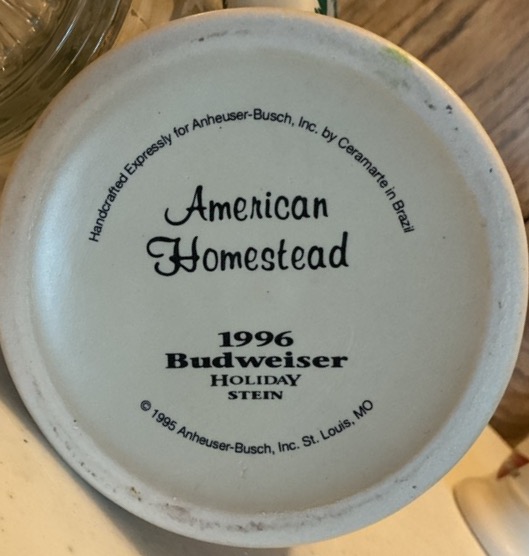 Handcrafted Expressly for Anheuser-Busch, Inc. by Ceramarte in Brazil
American
Homestead
1996
Budweiser
HOLIDAY
STEIN
© 1995 Anheuser-Busch, Inc. St. Louis, MO